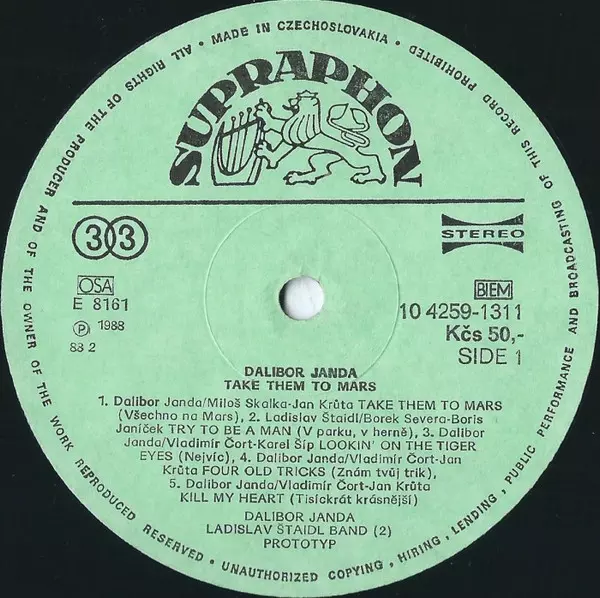 • MADE IN CZECHOSLOVAKIA •
ALL RIGHTS OF THE PRODUCER AND OF THE OWNER OF THE WORK REPRODUCED RESERVED • UNAUTHORIZED COPYING, HIRING, LENDING, PUBLIC PERFORMANCE AND BROADCASTING OF THIS RECORD PROHIBITED
SUPRAPHON
33
STEREO
OSA
E 8161
Ⓟ 1988
88 2
BIEM
10 4259-1311
Kčs 50,-
SIDE 1
DALIBOR JANDA
TAKE THEM TO MARS
1. Dalibor Janda/Miloš Skalka-Jan Krůta TAKE THEM TO MARS
(Všechno na Mars), 2. Ladislav Štaidl/Borek Severa-Boris
Janíček TRY TO BE A MAN (V parku, v herně), 3. Dalibor
Janda/Vladimír Čort-Karel Šíp LOOKIN' ON THE TIGER
EYES (Nejvíc), 4. Dalibor Janda/Vladimír Čort-Jan
Krůta FOUR OLD TRICKS (Znám tvůj trik),
5. Dalibor Janda/Vladimír Čort-Jan Krůta
KILL MY HEART (Tisíckrát krásnější)
DALIBOR JANDA
LADISLAV ŠTAIDL BAND (2)
PROTOTYP